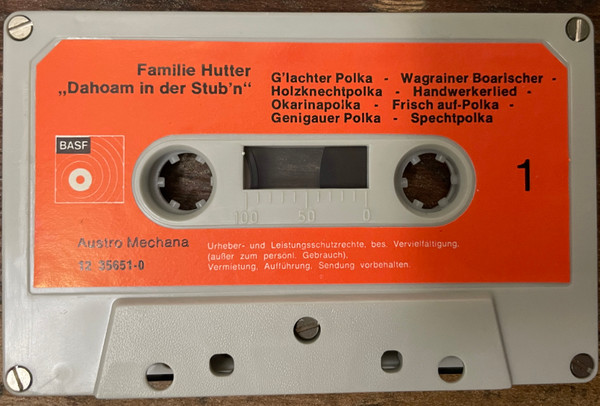 Familie Hutter
„Dahoam in der Stub'n“
G'lachter Polka - Wagrainer Boarischer -
Holzknechtpolka - Handwerkerlied -
Okarinapolka - Frisch auf-Polka -
Genigauer Polka - Spechtpolka
BASF
1
100 50 0
Austro Mechana
12 35651-0
Urheber- und Leistungsschutzrechte, bes. Vervielfältigung,
(außer zum persönl. Gebrauch),
Vermietung, Aufführung, Sendung vorbehalten.